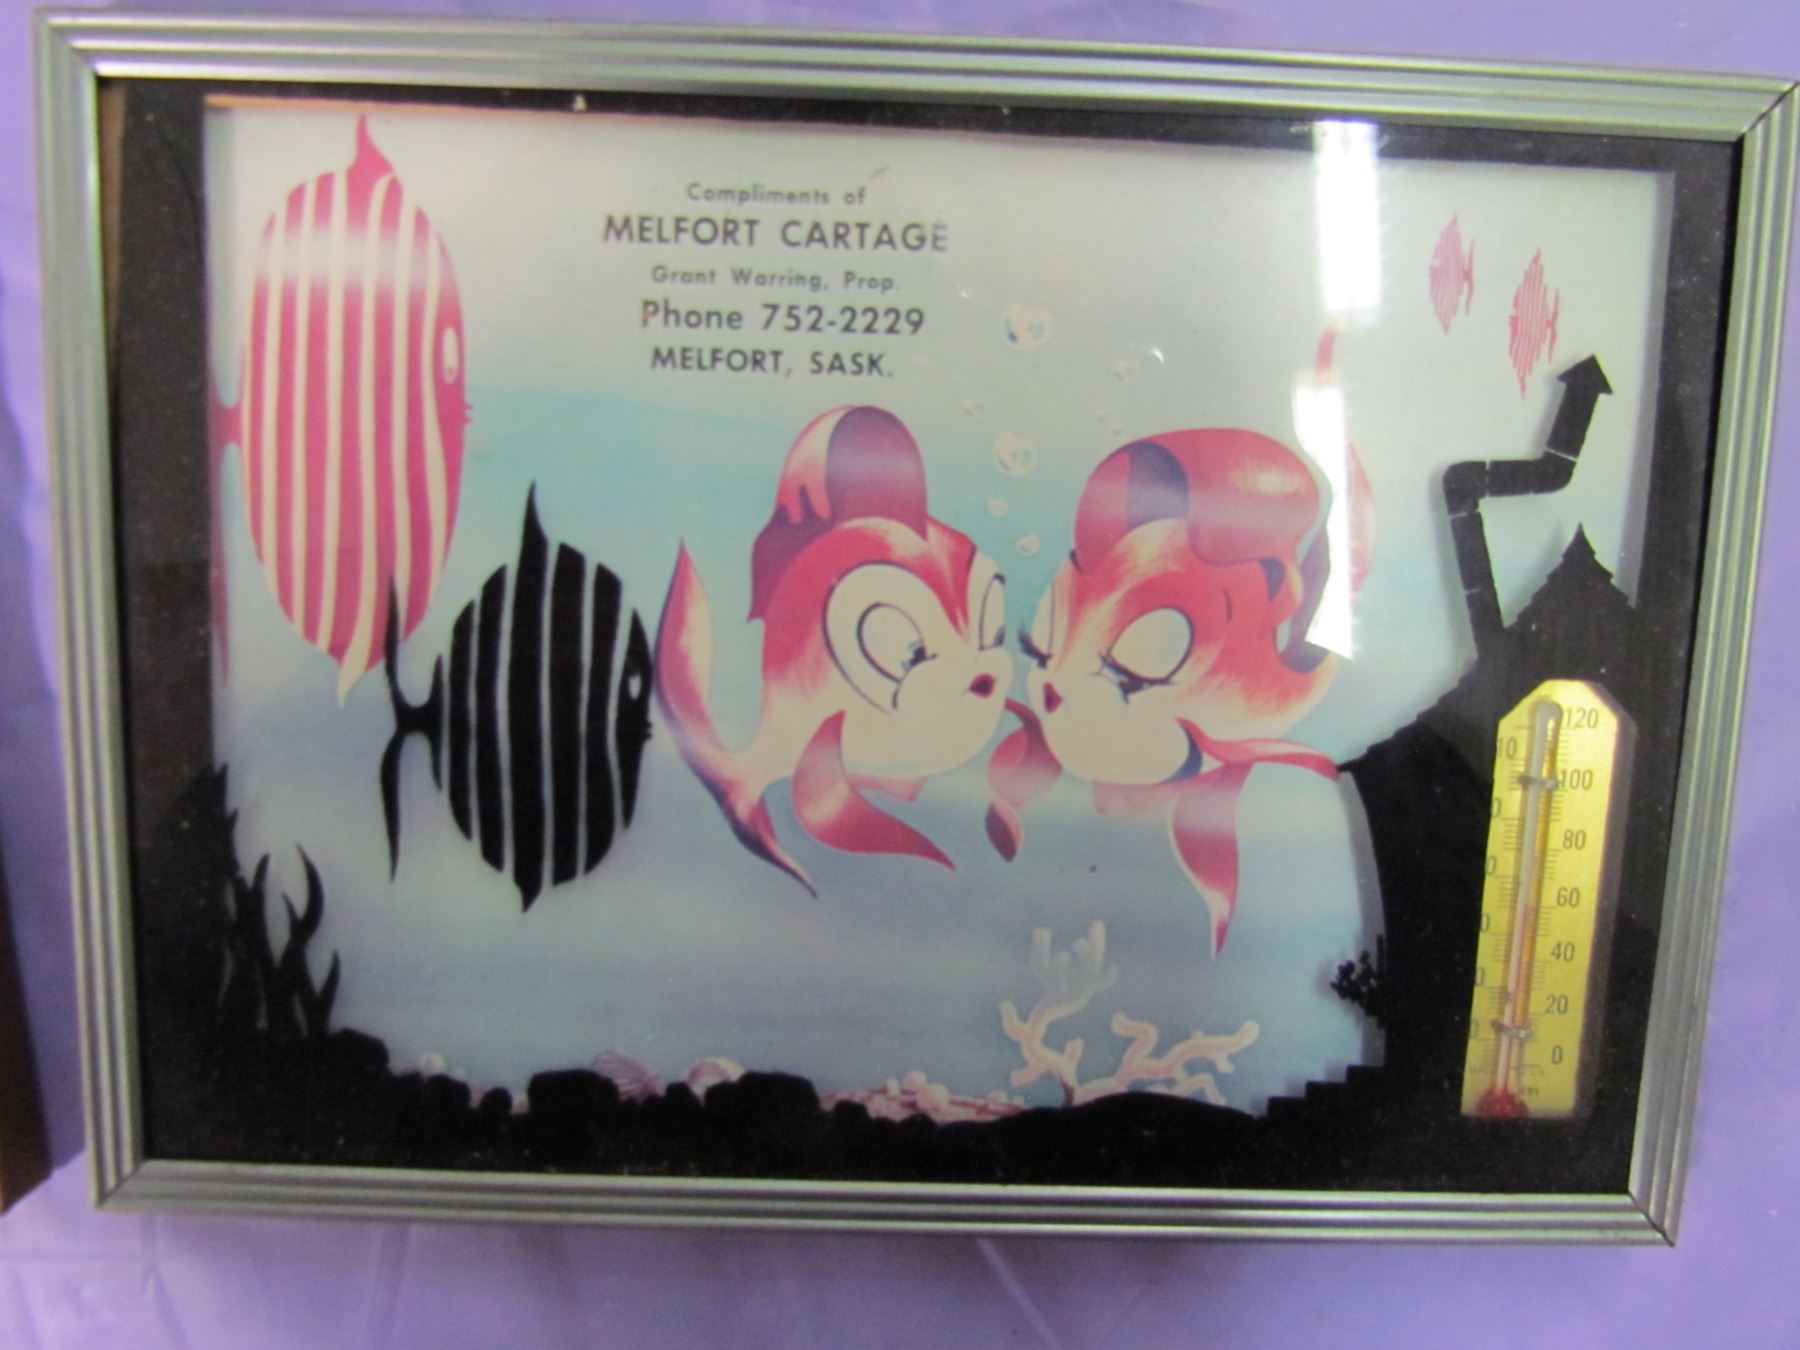 Compliments of
MELFORT CARTAGE
Grant Warring, Prop.
Phone 752-2229
MELFORT, SASK.
120
100
80
60
40
20
0